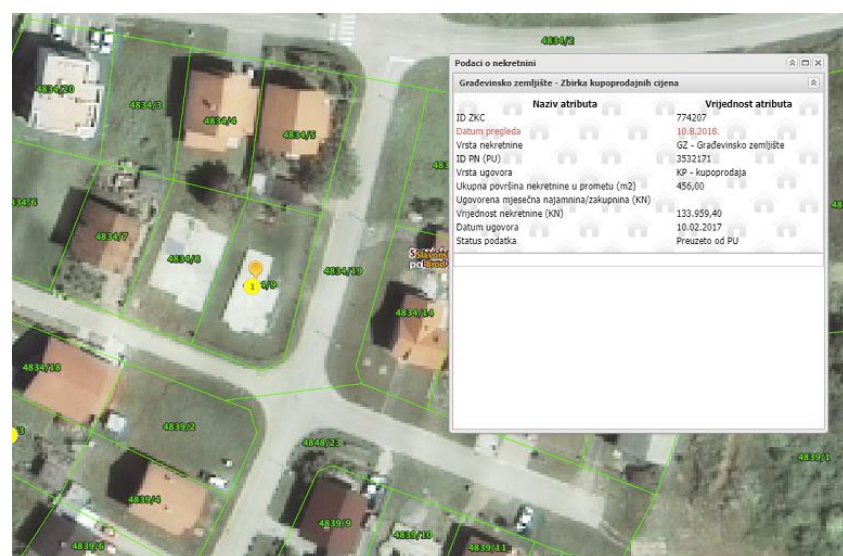 4834/2
4834/20
4834/3
4834/4
4834/5
4834/7
4834/8
1
4834/19
4834/14
4834/18
4839/2
4848/23
4839/1
4839/4
4839/9
4839/10
4839/6
4839/11
Podaci o nekretnini
Građevinsko zemljište - Zbirka kupoprodajnih cijena
Naziv atributa Vrijednost atributa
ID ZKC 774207
Datum pregleda 10.8.2018.
Vrsta nekretnine GZ - Građevinsko zemljište
ID PN (PU) 3532171
Vrsta ugovora KP - kupoprodaja
Ukupna površina nekretnine u prometu (m2) 456,00
Ugovorena mjesečna najamnina/zakupnina (KN)
Vrijednost nekretnine (KN) 133.959,40
Datum ugovora 10.02.2017
Status podatka Preuzeto od PU